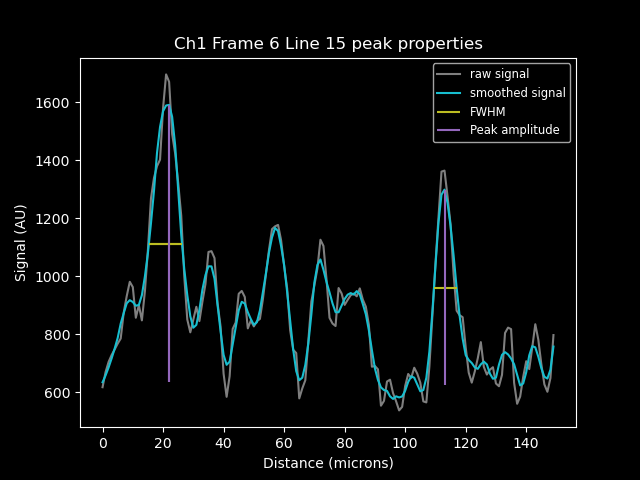 Ch1 Frame 6 Line 15 peak properties
raw signal
smoothed signal
FWHM
Peak amplitude
Signal (AU)
1600
1400
1200
1000
800
600
0 20 40 60 80 100 120 140
Distance (microns)